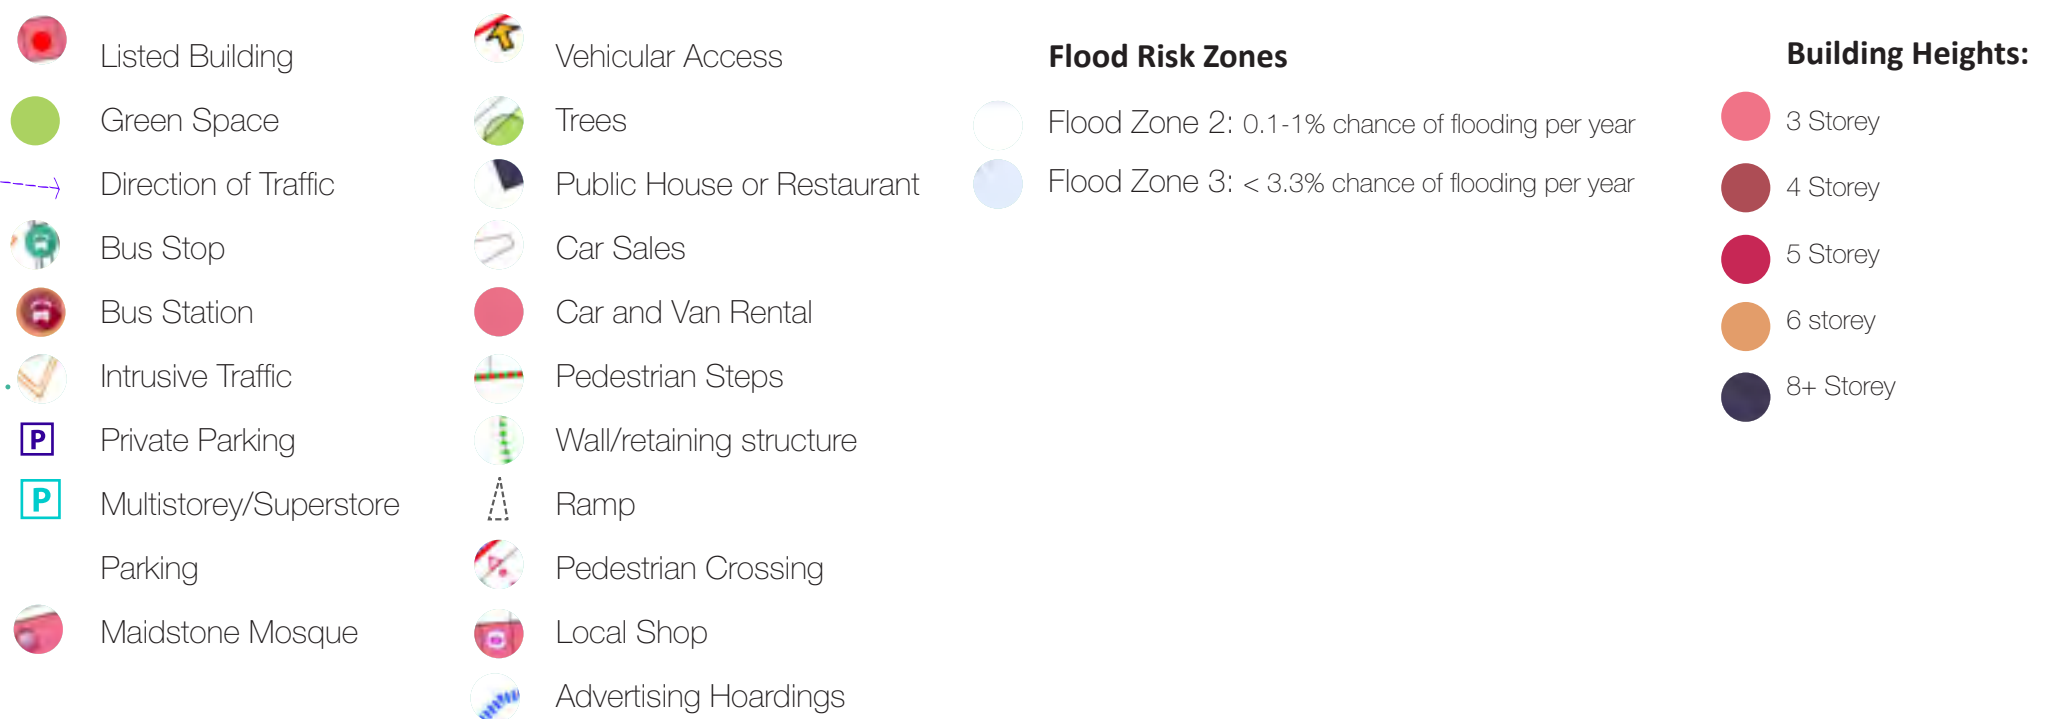 Listed Building
Green Space
Direction of Traffic
Bus Stop
Bus Station
Intrusive Traffic
P Private Parking
P Multistorey/Superstore
Parking
Maidstone Mosque
Vehicular Access
Trees
Public House or Restaurant
Car Sales
Car and Van Rental
Pedestrian Steps
Wall/retaining structure
Ramp
Pedestrian Crossing
Local Shop
Advertising Hoardings
Flood Risk Zones
Flood Zone 2: 0.1-1% chance of flooding per year
Flood Zone 3: < 3.3% chance of flooding per year
Building Heights:
3 Storey
4 Storey
5 Storey
6 storey
8+ Storey